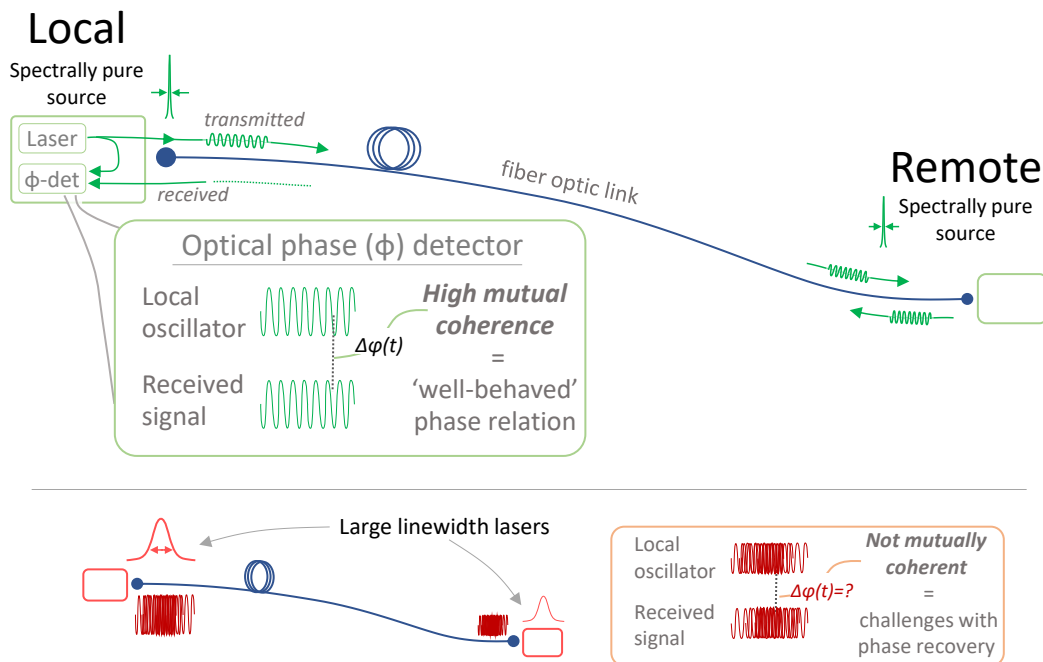 Local
Spectrally pure
source
Laser
ϕ-det
transmitted
received
fiber optic link
Remote
Spectrally pure
source
Optical phase (ϕ) detector
Local
oscillator
Received
signal
Δφ(t)
High mutual
coherence
=
‘well-behaved’
phase relation
Large linewidth lasers
Local
oscillator
Received
signal
Δφ(t)=?
Not mutually
coherent
=
challenges with
phase recovery